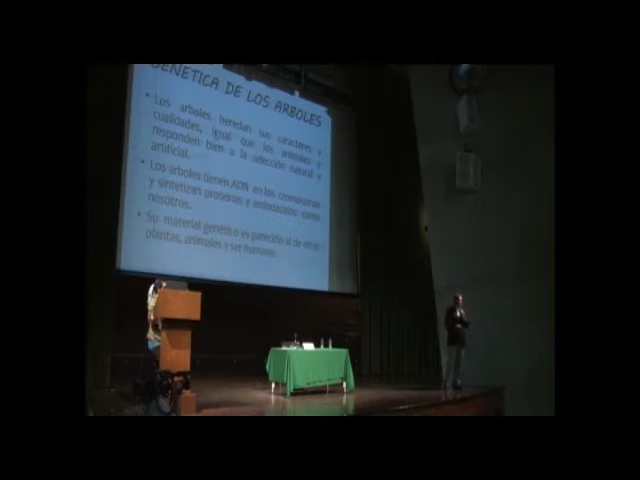 GENETICA DE LOS ARBOLES
• Los arboles heredan sus caracteres y
cualidades, igual que los animales y
responden bien a la selección natural y
artificial.
• Los arboles tienen ADN en los cromosomas
y sintetizan proteínas y aminoácidos como
nosotros.
• Su material genético es parecido al de otras
plantas, animales y ser humano.